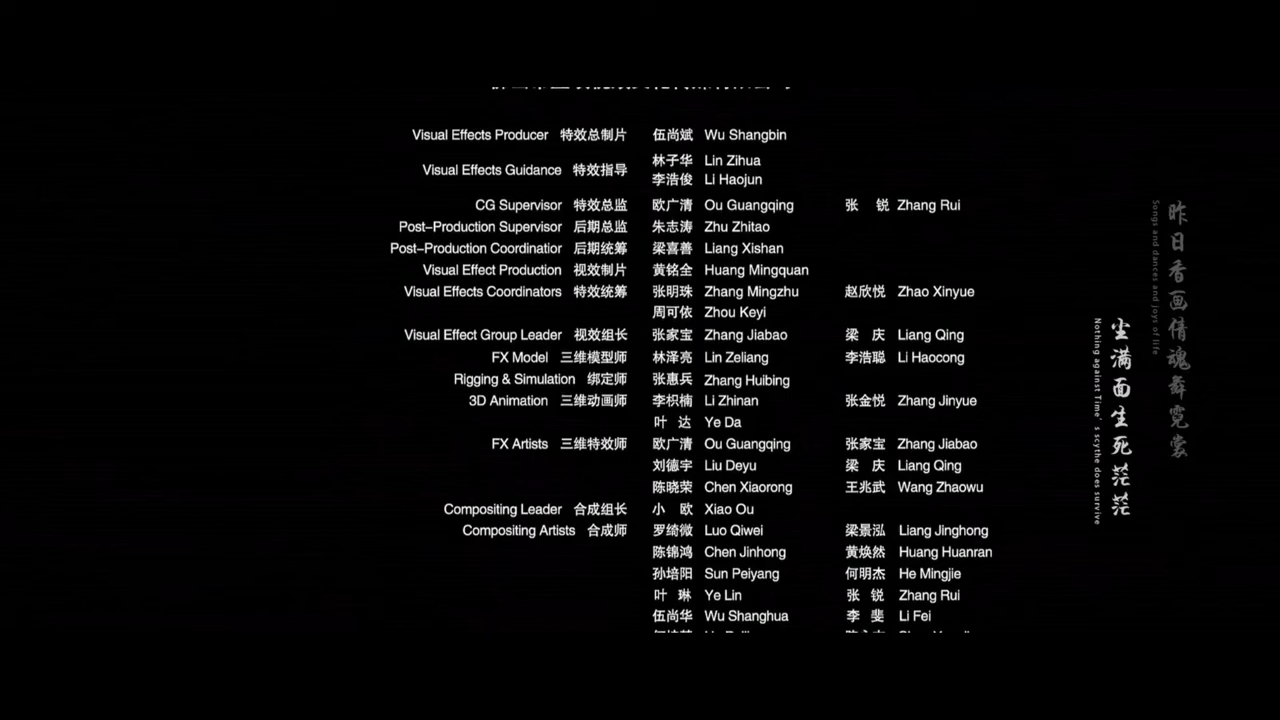 Visual Effects Producer 特效总制片 伍尚斌 Wu Shangbin
Visual Effects Guidance 特效指导 林子华 Lin Zihua
李浩俊 Li Haojun
CG Supervisor 特效总监 欧广清 Ou Guangqing 张 锐 Zhang Rui
Post-Production Supervisor 后期总监 朱志涛 Zhu Zhitao
Post-Production Coordinatior 后期统筹 梁喜善 Liang Xishan
Visual Effect Production 视效制片 黄铭全 Huang Mingquan
Visual Effects Coordinators 特效统筹 张明珠 Zhang Mingzhu 赵欣悦 Zhao Xinyue
周可依 Zhou Keyi
Visual Effect Group Leader 视效组长 张家宝 Zhang Jiabao 梁 庆 Liang Qing
FX Model 三维模型师 林泽亮 Lin Zeliang 李浩聪 Li Haocong
Rigging & Simulation 绑定师 张惠兵 Zhang Huibing
3D Animation 三维动画师 李枳楠 Li Zhinan 张金悦 Zhang Jinyue
叶 达 Ye Da
FX Artists 三维特效师 欧广清 Ou Guangqing 张家宝 Zhang Jiabao
刘德宇 Liu Deyu 梁 庆 Liang Qing
陈晓荣 Chen Xiaorong 王兆武 Wang Zhaowu
Compositing Leader 合成组长 小 欧 Xiao Ou
Compositing Artists 合成师 罗绮微 Luo Qiwei 梁景泓 Liang Jinghong
陈锦鸿 Chen Jinhong 黄焕然 Huang Huanran
孙培阳 Sun Peiyang 何明杰 He Mingjie
叶 琳 Ye Lin 张 锐 Zhang Rui
伍尚华 Wu Shanghua 李 斐 Li Fei
昨日香画倩魂舞霓裳
Songs and dances and joys of life
尘满面生死茫茫
Nothing against Time's scythe does survive